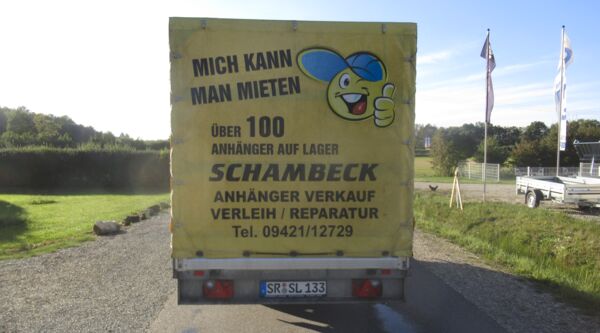 MICH KANN
MAN MIETEN
ÜBER 100
ANHÄNGER AUF LAGER
SCHAMBECK
ANHÄNGER VERKAUF
VERLEIH / REPARATUR
Tel. 09421/12729
SR SL 133